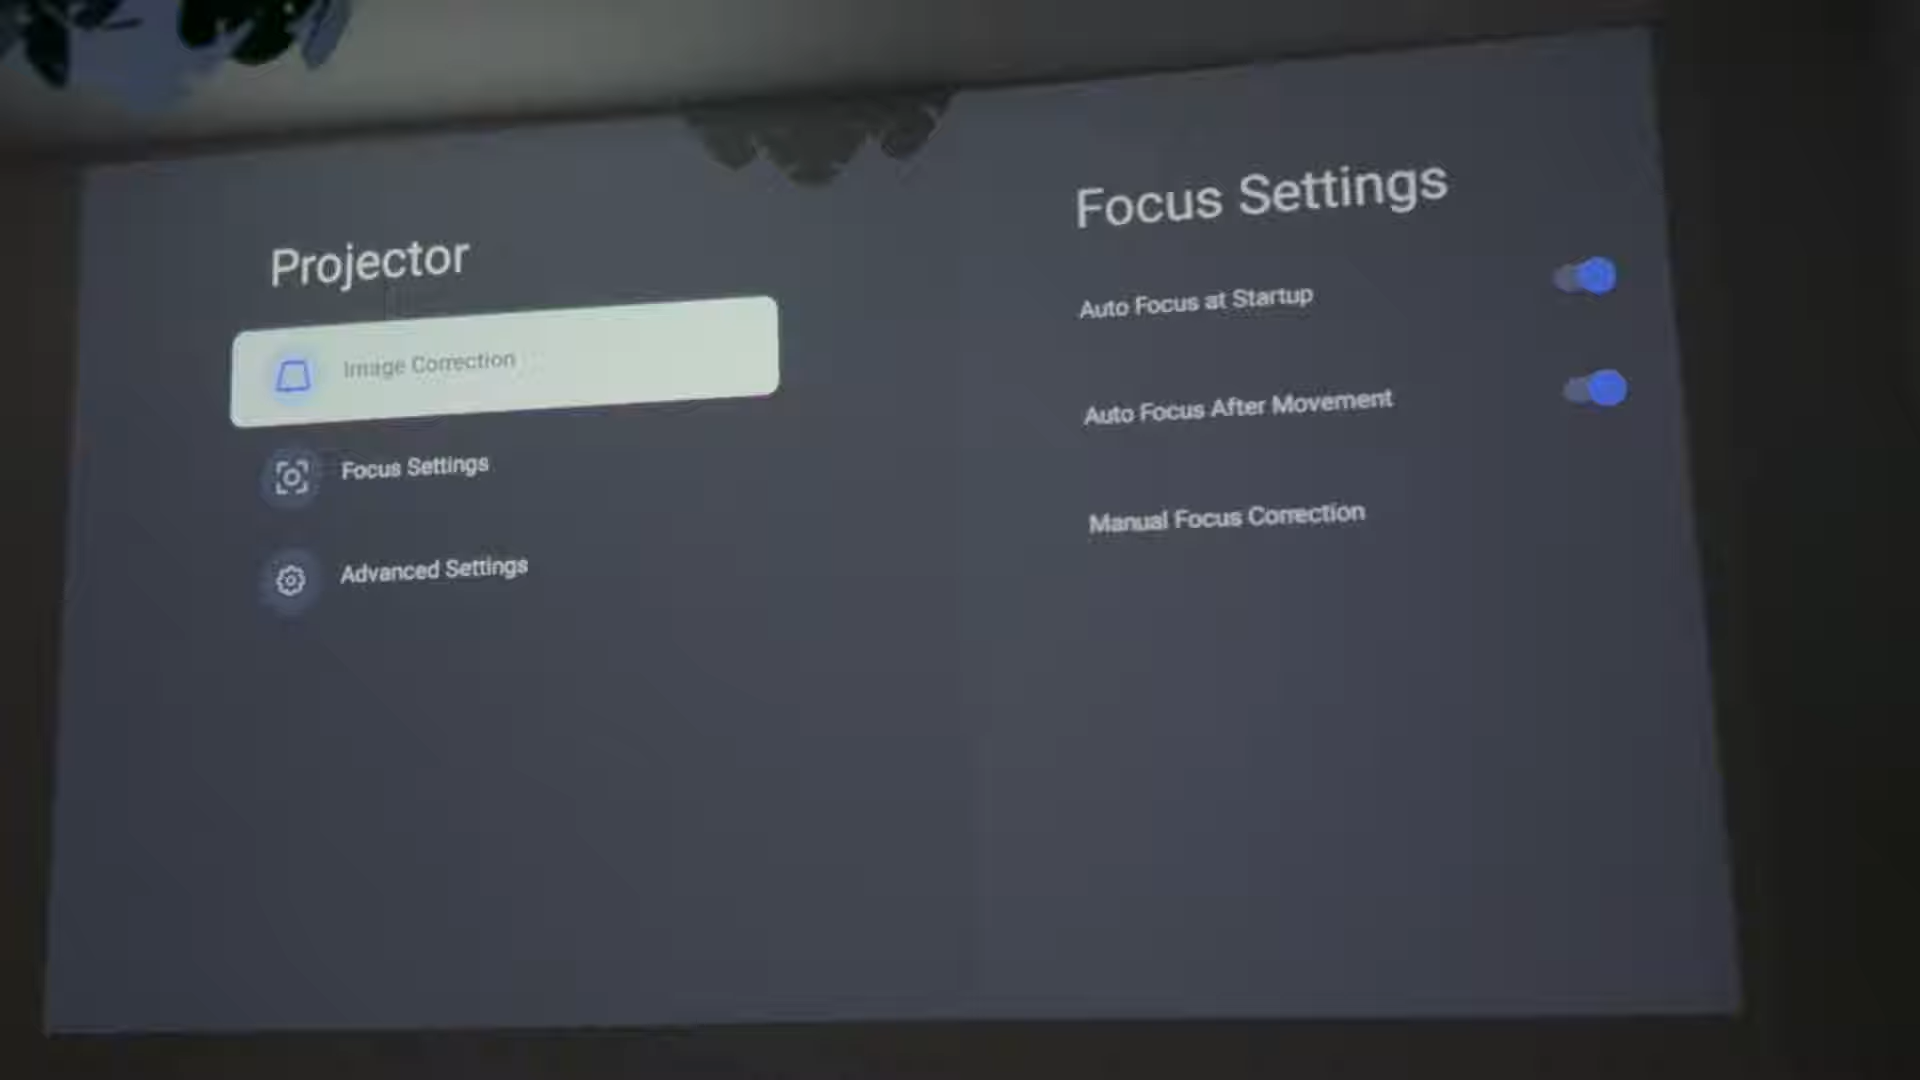 Projector
Image Correction
Focus Settings
Advanced Settings
Focus Settings
Auto Focus at Startup
Auto Focus After Movement
Manual Focus Correction